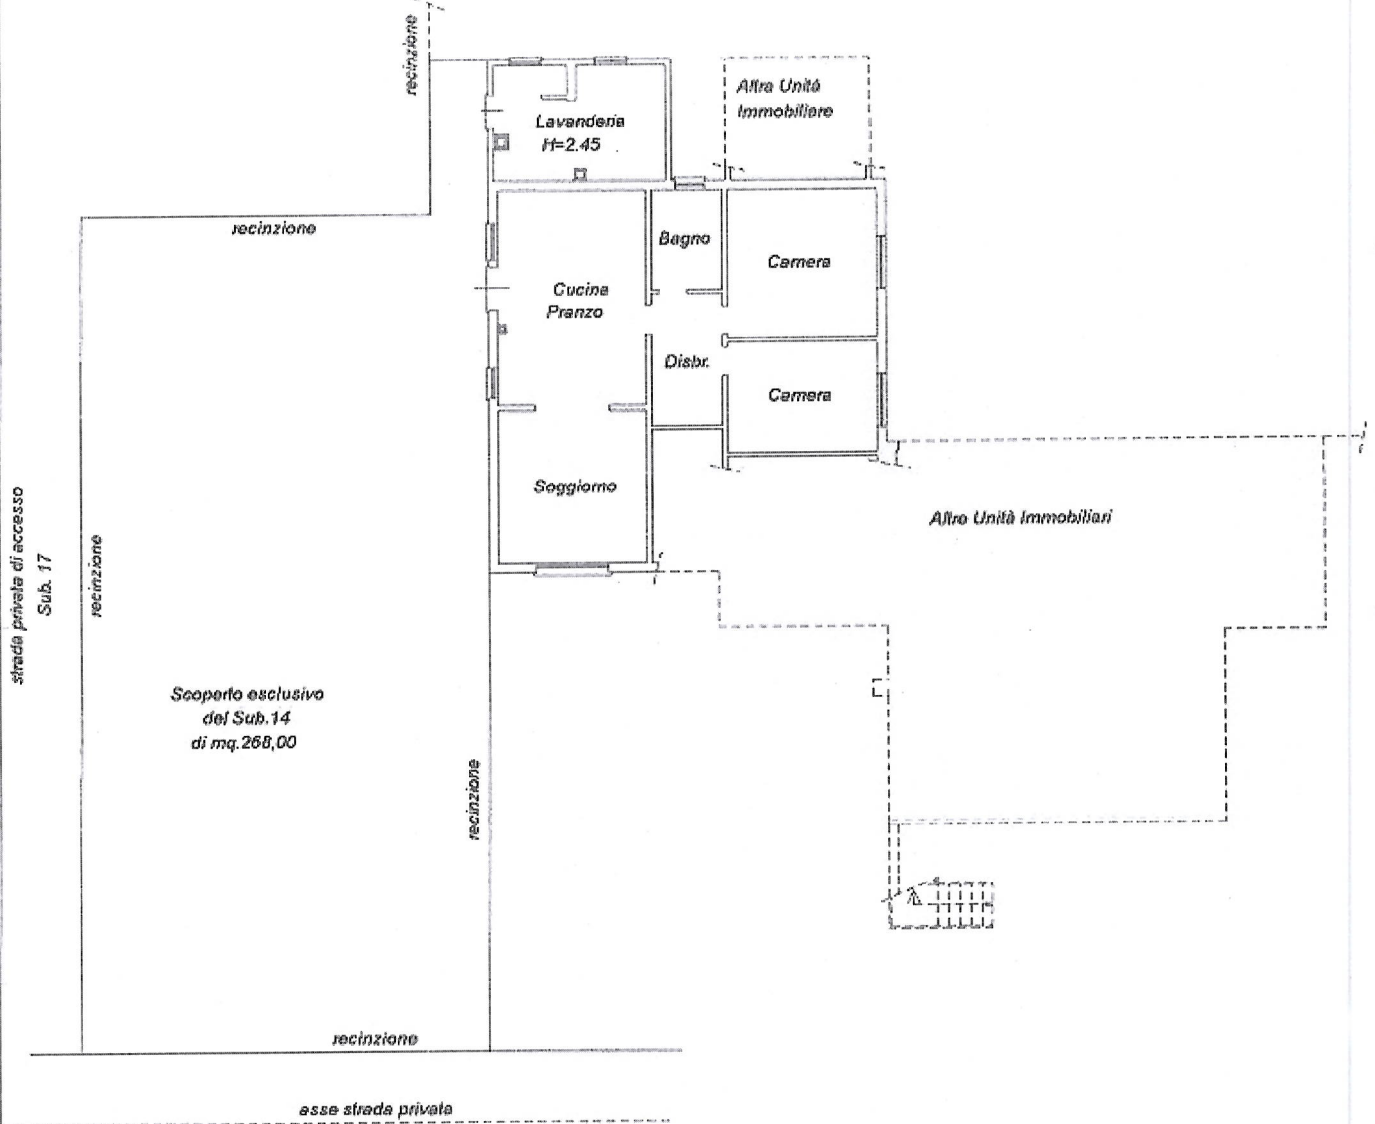 recinzione
Altra Unità
Immobiliare
Lavanderia
H=2.45
recinzione
Bagno
Camera
Cucina
Pranzo
Disbr.
Camera
Soggiorno
Altre Unità Immobiliari
strada privata di accesso
Sub. 17
recinzione
Scoperto esclusivo
del Sub.14
di mq.268,00
recinzione
recinzione
asse strada privata